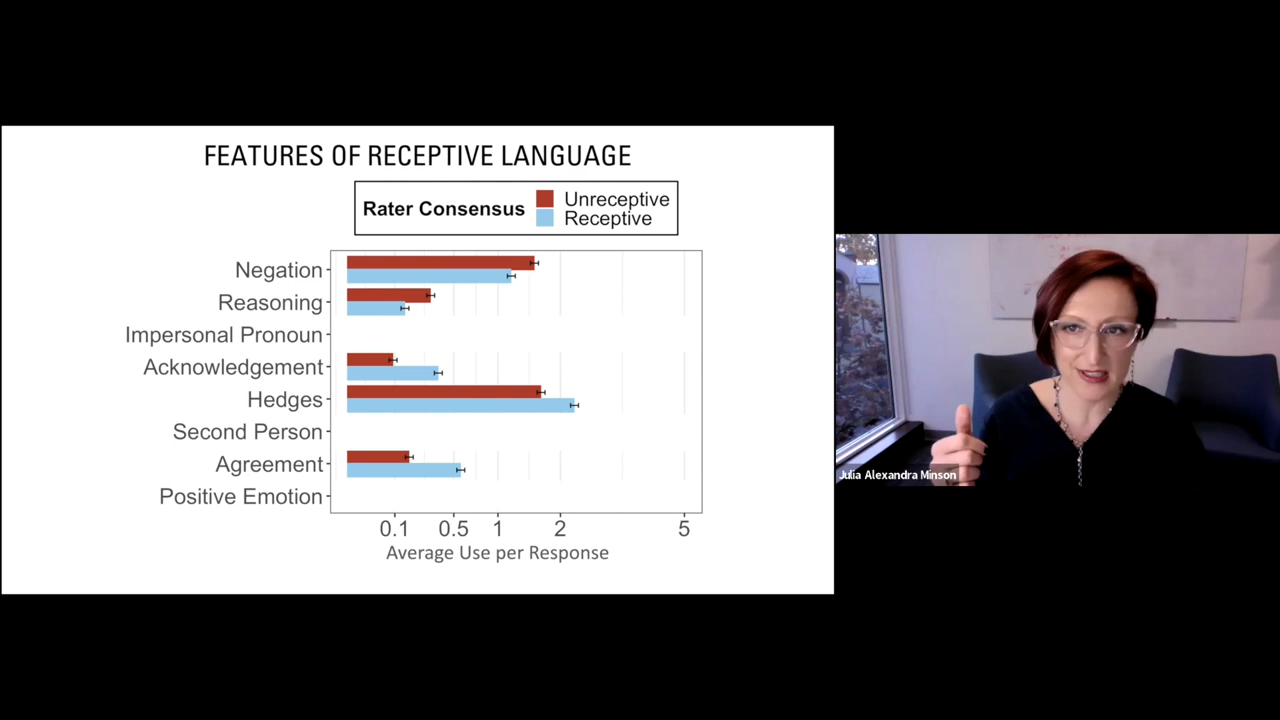 FEATURES OF RECEPTIVE LANGUAGE
Rater Consensus
Unreceptive
Receptive
Negation
Reasoning
Impersonal Pronoun
Acknowledgement
Hedges
Second Person
Agreement
Positive Emotion
0.1 0.5 1 2 5
Average Use per Response
Julia Alexandra Minson